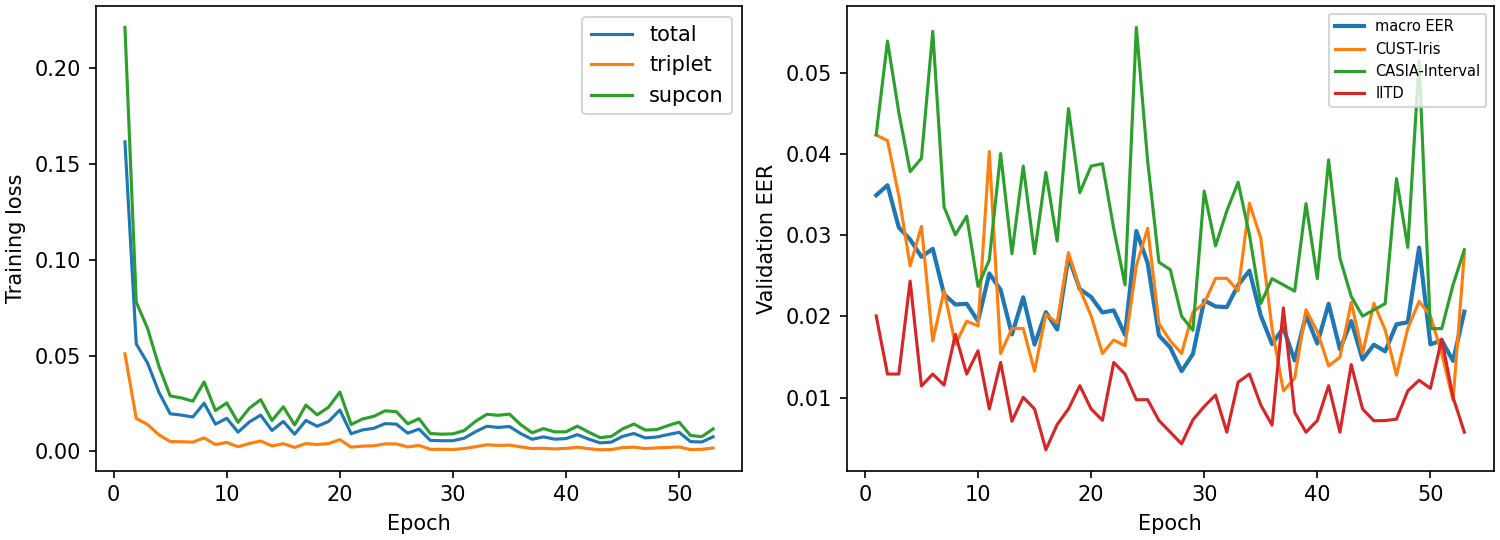 total
triplet
supcon
0.20
0.15
0.10
0.05
0.00
Training loss
0
10
20
30
40
50
Epoch
macro EER
CUST-Iris
CASIA-Interval
IITD
0.05
0.04
0.03
0.02
0.01
Validation EER
0
10
20
30
40
50
Epoch